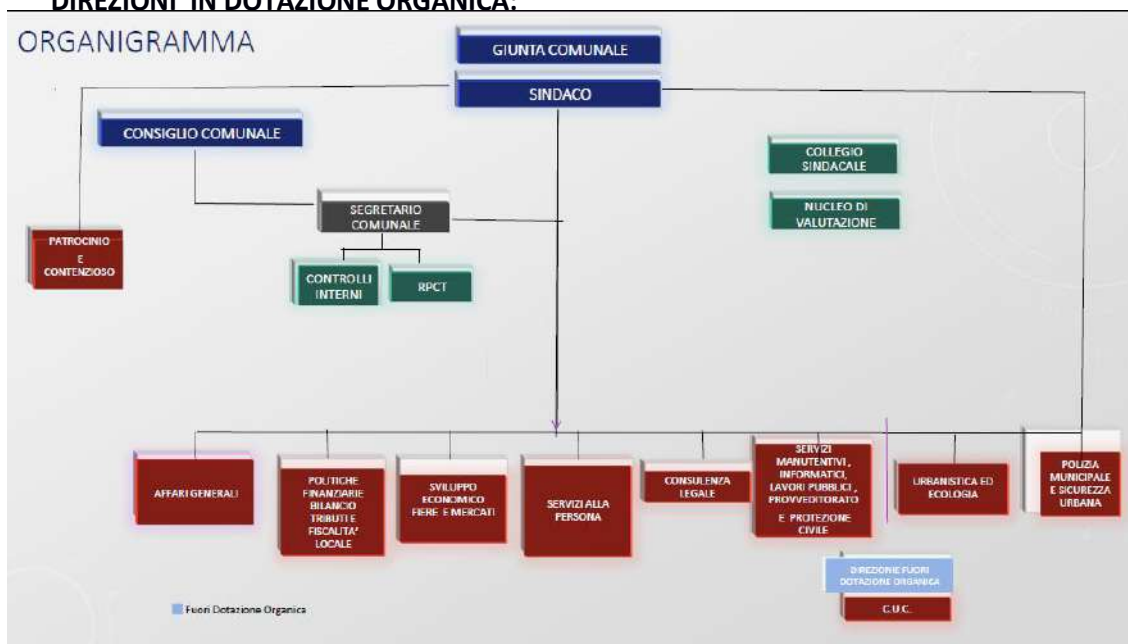 DIREZIONI IN DOTAZIONE ORGANICA:
ORGANIGRAMMA
GIUNTA COMUNALE
SINDACO
CONSIGLIO COMUNALE
COLLEGIO
SINDACALE
SEGRETARIO
COMUNALE
NUCLEO DI
VALUTAZIONE
PATROCINIO
E
CONTENZIOSO
CONTROLLI
INTERNI
RPCT
AFFARI GENERALI
POLITICHE
FINANZIARIE
BILANCIO
TRIBUTI E
FISCALITA'
LOCALE
SVILUPPO
ECONOMICO
FIERE E MERCATI
SERVIZI ALLA
PERSONA
CONSULENZA
LEGALE
SERVIZI
MANUTENTIVI,
INFORMATICI,
LAVORI PUBBLICI,
PROVVEDITORATO
E PROTEZIONE
CIVILE
URBANISTICA ED
ECOLOGIA
POLIZIA
MUNICIPALE
E SICUREZZA
URBANA
DIREZIONE FUORI
DOTAZIONE ORGANICA
C.U.C.
Fuori Dotazione Organica